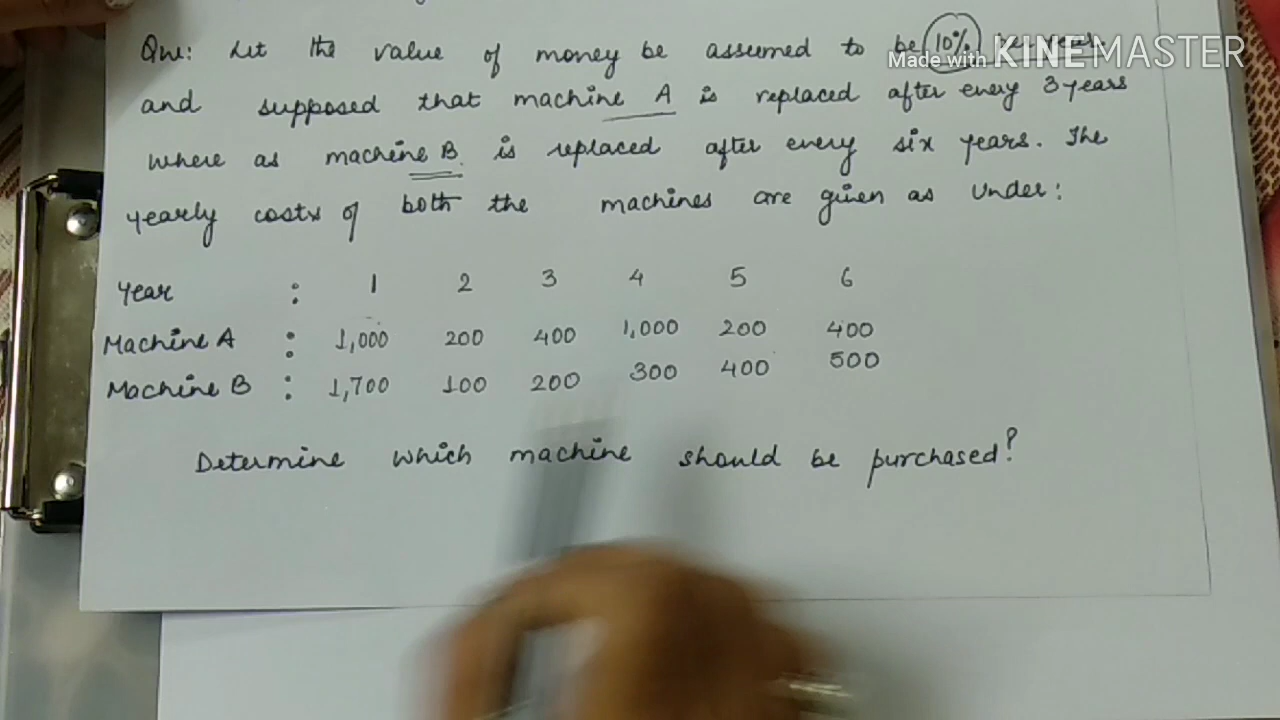 Que: Let the value of money be assumed to be 10%
Made with KINEMASTER
and supposed that machine A is replaced after every 3 years
where as machine B is replaced after every six years. The
yearly costs of both the machines are given as under:
Year : 1 2 3 4 5 6
Machine A : 1,000 200 400 1,000 200 400
Machine B : 1,700 100 200 300 400 500
Determine which machine should be purchased?